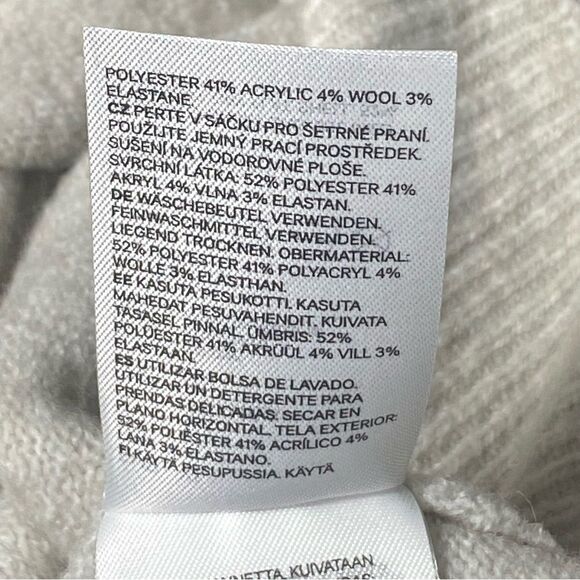 POLYESTER 41% ACRYLIC 4% WOOL 3%
ELASTANE
CZ PERTE V SÁČKU PRO ŠETRNÉ PRANÍ.
POUŽIJTE JEMNÝ PRACÍ PROSTŘEDEK.
SUŠENÍ NA VODOROVNÉ PLOŠE.
SVRCHNÍ LÁTKA: 52% POLYESTER 41%
AKRYL 4% VLNA 3% ELASTAN.
DE WÄSCHEBEUTEL VERWENDEN.
FEINWASCHMITTEL VERWENDEN.
LIEGEND TROCKNEN. OBERMATERIAL:
52% POLYESTER 41% POLYACRYL 4%
WOLLE 3% ELASTHAN.
EE KASUTA PESUKOTTI. KASUTA
MAHEDAT PESUVAHENDIT. KUIVATA
TASASEL PINNAL. ÜMBRIS: 52%
POLÜESTER 41% AKRÜÜL 4% VILL 3%
ELASTAAN.
ES UTILIZAR BOLSA DE LAVADO.
UTILIZAR UN DETERGENTE PARA
PRENDAS DELICADAS. SECAR EN
PLANO HORIZONTAL. TELA EXTERIOR:
52% POLIÉSTER 41% ACRÍLICO 4%
LANA 3% ELASTANO.
FI KÄYTÄ PESUPUSSIA. KÄYTÄ
KUIVATAAN